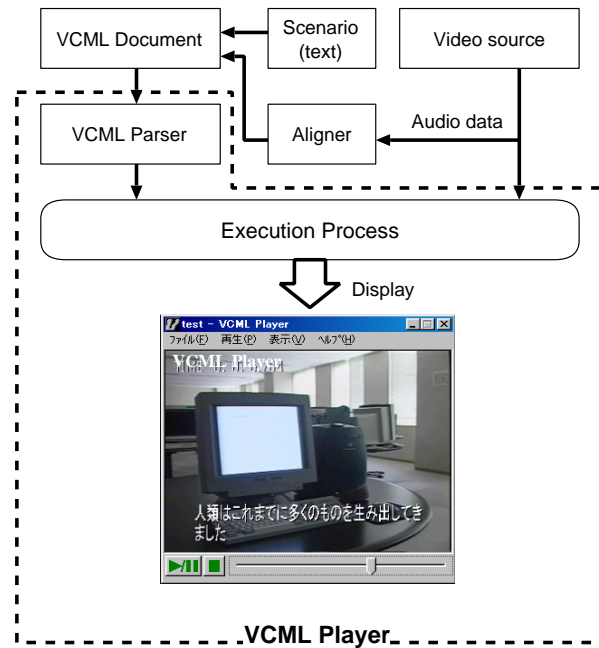 VCML Document
Scenario
(text)
Video source
VCML Parser
Aligner
Audio data
Execution Process
Display
test - VCML Player
ファイル(F) 再生(P) 表示(V) ヘルプ(H)
VCML Player
人類はこれまでに多くのものを生み出してき
ました
VCML Player